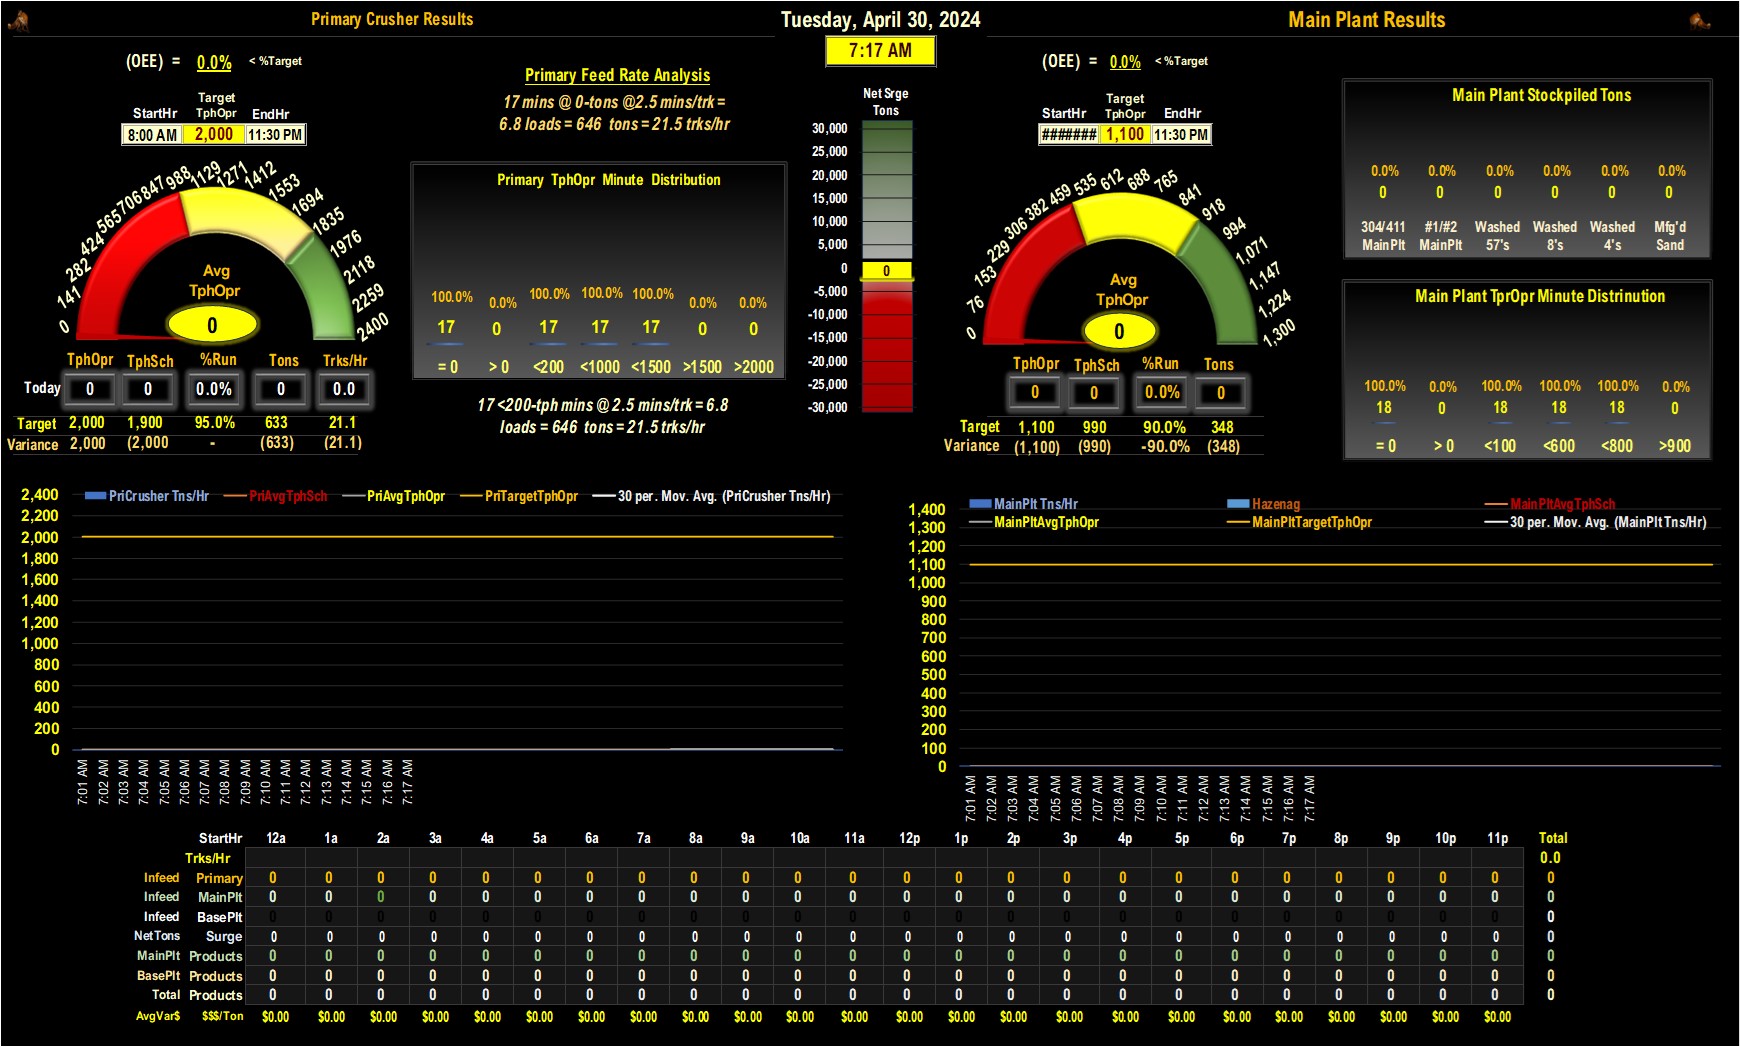 Primary Crusher Results
Tuesday, April 30, 2024
Main Plant Results
7:17 AM
(OEE) = 0.0% < %Target
Target
StartHr TphOpr EndHr
8:00 AM 2,000 11:30 PM
Primary Feed Rate Analysis
17 mins @ 0-tons @2.5 mins/trk =
6.8 loads = 646 tons = 21.5 trks/hr
0 141 282 424 565 706 847 988 1129 1271 1412 1553 1694 1835 1976 2118 2259 2400
Avg
TphOpr
0
TphOpr TphSch %Run Tons Trks/Hr
Today 0 0 0.0% 0 0.0
Target 2,000 1,900 95.0% 633 21.1
Variance 2,000 (2,000 - (633) (21.1)
Primary TphOpr Minute Distribution
100.0% 0.0% 100.0% 100.0% 100.0% 0.0% 0.0%
17 0 17 17 17 0 0
= 0 > 0 <200 <1000 <1500 >1500 >2000
17 <200-tph mins @ 2.5 mins/trk = 6.8
loads = 646 tons = 21.5 trks/hr
Net Srge
Tons
30,000
25,000
20,000
15,000
10,000
5,000
0
0
-5,000
-10,000
-15,000
-20,000
-25,000
-30,000
(OEE) = 0.0% < %Target
Target
StartHr TphOpr EndHr
####### 1,100 11:30 PM
0 76 153 229 306 382 459 535 612 688 765 841 918 994 1,071 1,147 1,224 1,300
Avg
TphOpr
0
TphOpr TphSch %Run Tons
0 0 0.0% 0
Target 1,100 990 90.0% 348
Variance (1,100) (990) -90.0% (348)
Main Plant Stockpiled Tons
0.0% 0.0% 0.0% 0.0% 0.0% 0.0%
0 0 0 0 0 0
304/411 #1/#2 Washed Washed Washed Mfg'd
MainPlt MainPlt 57's 8's 4's Sand
Main Plant TprOpr Minute Distrinution
100.0% 0.0% 100.0% 100.0% 100.0% 0.0%
18 0 18 18 18 0
= 0 > 0 <100 <600 <800 >900
PriCrusher Tns/Hr PriAvgTphSch PriAvgTphOpr PriTargetTphOpr 30 per. Mov. Avg. (PriCrusher Tns/Hr)
2,400
2,200
2,000
1,800
1,600
1,400
1,200
1,000
800
600
400
200
0
7:01 AM 7:02 AM 7:03 AM 7:04 AM 7:05 AM 7:06 AM 7:07 AM 7:08 AM 7:09 AM 7:10 AM 7:11 AM 7:12 AM 7:13 AM 7:14 AM 7:15 AM 7:16 AM 7:17 AM
MainPlt Tns/Hr Hazenag MainPltAvgTphSch
MainPltAvgTphOpr MainPltTargetTphOpr 30 per. Mov. Avg. (MainPlt Tns/Hr)
1,400
1,300
1,200
1,100
1,000
900
800
700
600
500
400
300
200
100
0
7:01 AM 7:02 AM 7:03 AM 7:04 AM 7:05 AM 7:06 AM 7:07 AM 7:08 AM 7:09 AM 7:10 AM 7:11 AM 7:12 AM 7:13 AM 7:14 AM 7:15 AM 7:16 AM 7:17 AM
StartHr 12a 1a 2a 3a 4a 5a 6a 7a 8a 9a 10a 11a 12p 1p 2p 3p 4p 5p 6p 7p 8p 9p 10p 11p Total
Trks/Hr 0.0
Infeed Primary 0 0 0 0 0 0 0 0 0 0 0 0 0 0 0 0 0 0 0 0 0 0 0 0 0
Infeed MainPlt 0 0 0 0 0 0 0 0 0 0 0 0 0 0 0 0 0 0 0 0 0 0 0 0 0
Infeed BasePlt 0 0 0 0 0 0 0 0 0 0 0 0 0 0 0 0 0 0 0 0 0 0 0 0 0
NetTons Surge 0 0 0 0 0 0 0 0 0 0 0 0 0 0 0 0 0 0 0 0 0 0 0 0 0
MainPlt Products 0 0 0 0 0 0 0 0 0 0 0 0 0 0 0 0 0 0 0 0 0 0 0 0 0
BasePlt Products 0 0 0 0 0 0 0 0 0 0 0 0 0 0 0 0 0 0 0 0 0 0 0 0 0
Total Products 0 0 0 0 0 0 0 0 0 0 0 0 0 0 0 0 0 0 0 0 0 0 0 0 0
AvgVar$ $$$/Ton $0.00 $0.00 $0.00 $0.00 $0.00 $0.00 $0.00 $0.00 $0.00 $0.00 $0.00 $0.00 $0.00 $0.00 $0.00 $0.00 $0.00 $0.00 $0.00 $0.00 $0.00 $0.00 $0.00 $0.00